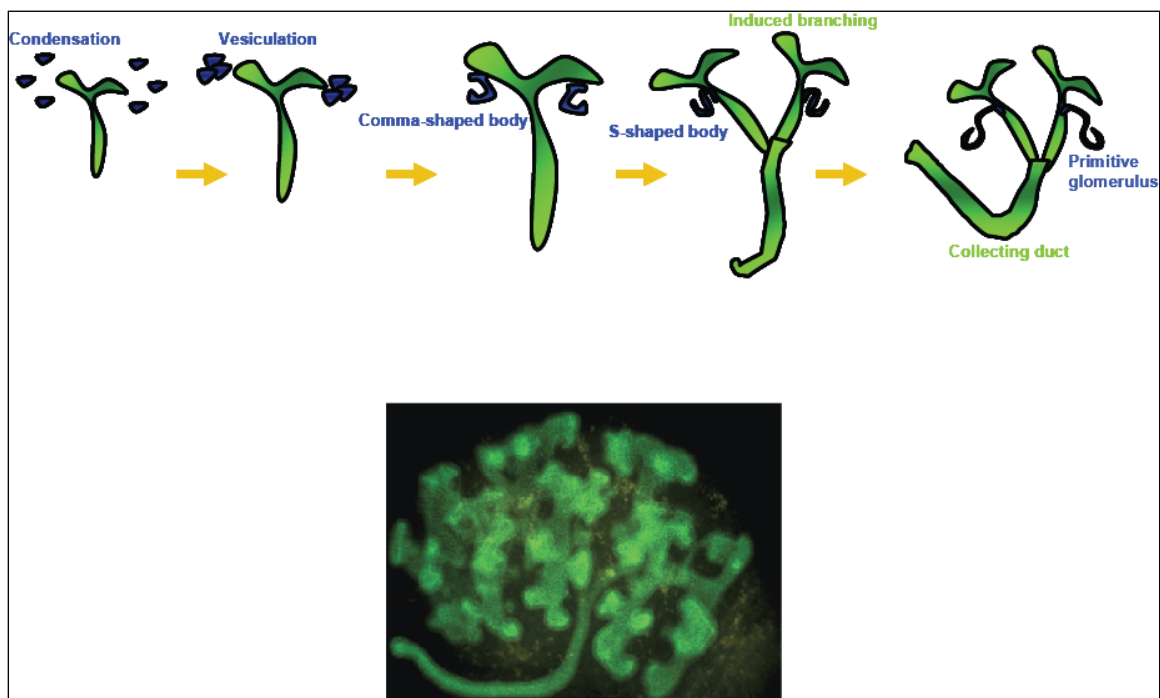 Condensation
Vesiculation
Comma-shaped body
Induced branching
S-shaped body
Primitive
glomerulus
Collecting duct